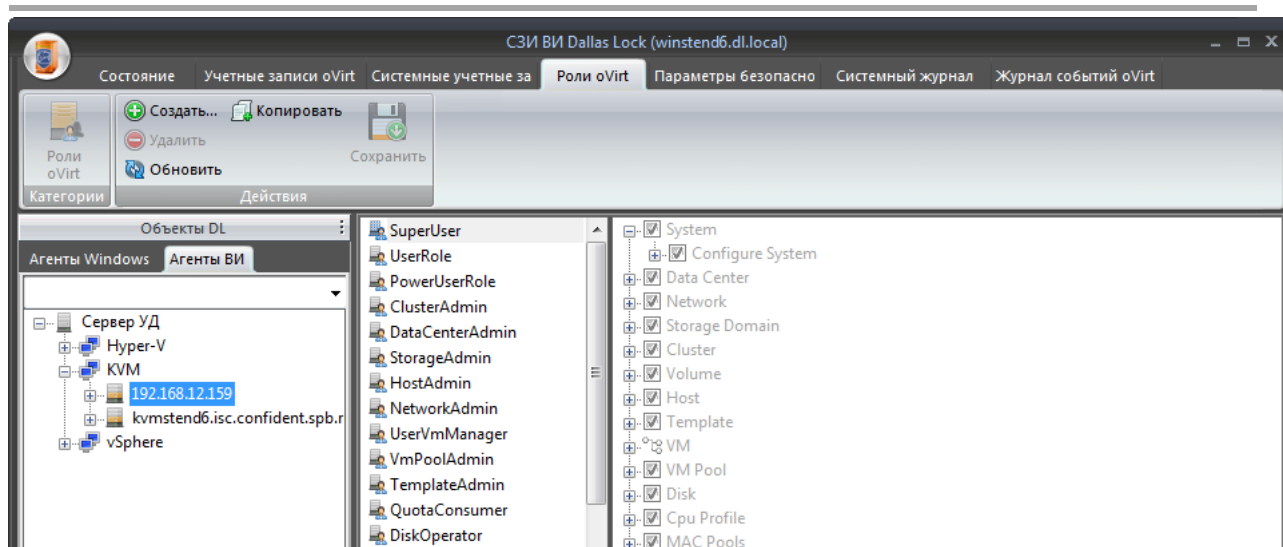 СЗИ ВИ Dallas Lock (winstend6.dl.local)
Состояние Учетные записи oVirt Системные учетные за Роли oVirt Параметры безопасно Системный журнал Журнал событий oVirt
Создать... Копировать
Удалить
Обновить
Роли
oVirt
Сохранить
Категории
Действия
Объекты DL
Агенты Windows Агенты ВИ
Сервер УД
Hyper-V
KVM
192.168.12.159
kvmstend6.isc.confident.spb.r
vSphere
SuperUser
UserRole
PowerUserRole
ClusterAdmin
DataCenterAdmin
StorageAdmin
HostAdmin
NetworkAdmin
UserVmManager
VmPoolAdmin
TemplateAdmin
QuotaConsumer
DiskOperator
System
Configure System
Data Center
Network
Storage Domain
Cluster
Volume
Host
Template
VM
VM Pool
Disk
Cpu Profile
MAC Pools